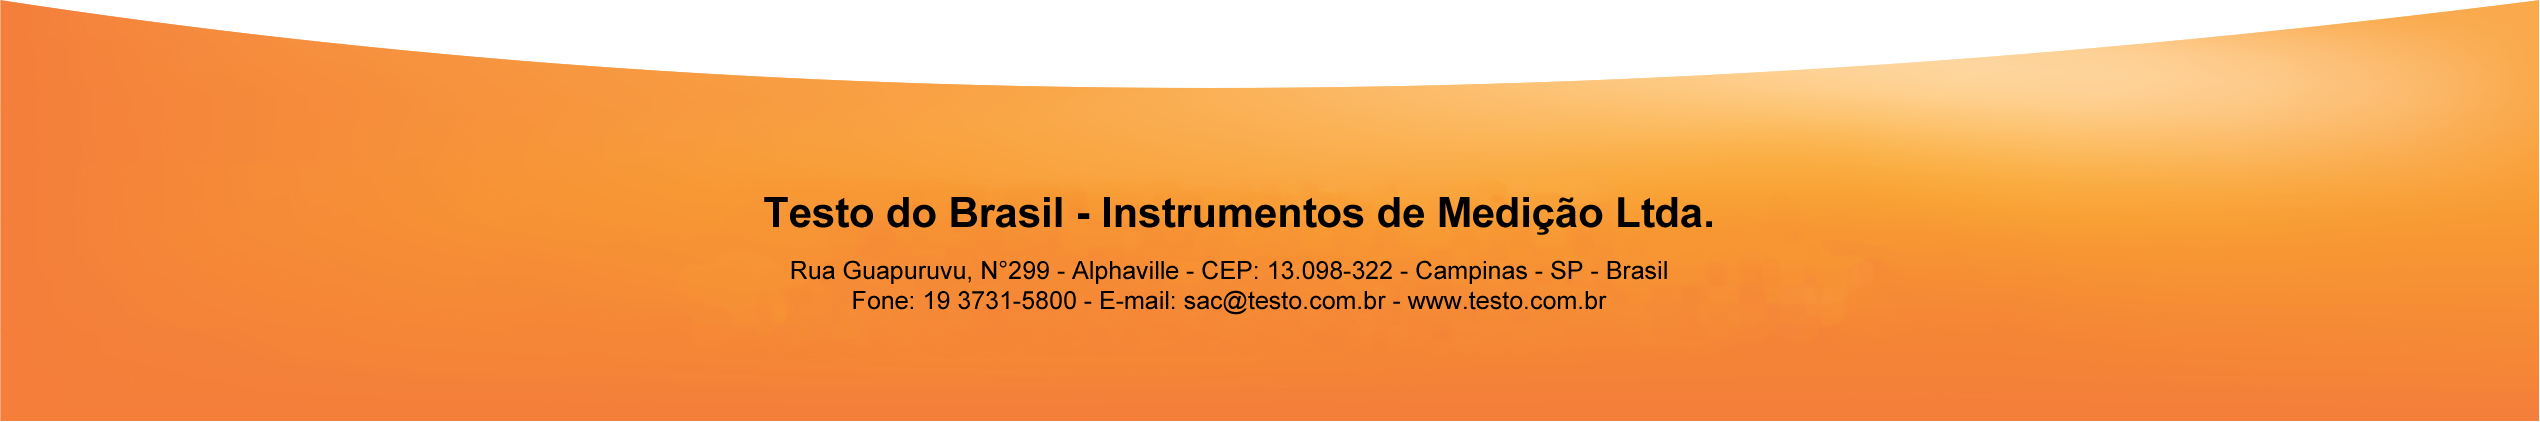 Testo do Brasil - Instrumentos de Medição Ltda.
Rua Guapuruvu, N°299 - Alphaville - CEP: 13.098-322 - Campinas - SP - Brasil
Fone: 19 3731-5800 - E-mail: sac@testo.com.br - www.testo.com.br